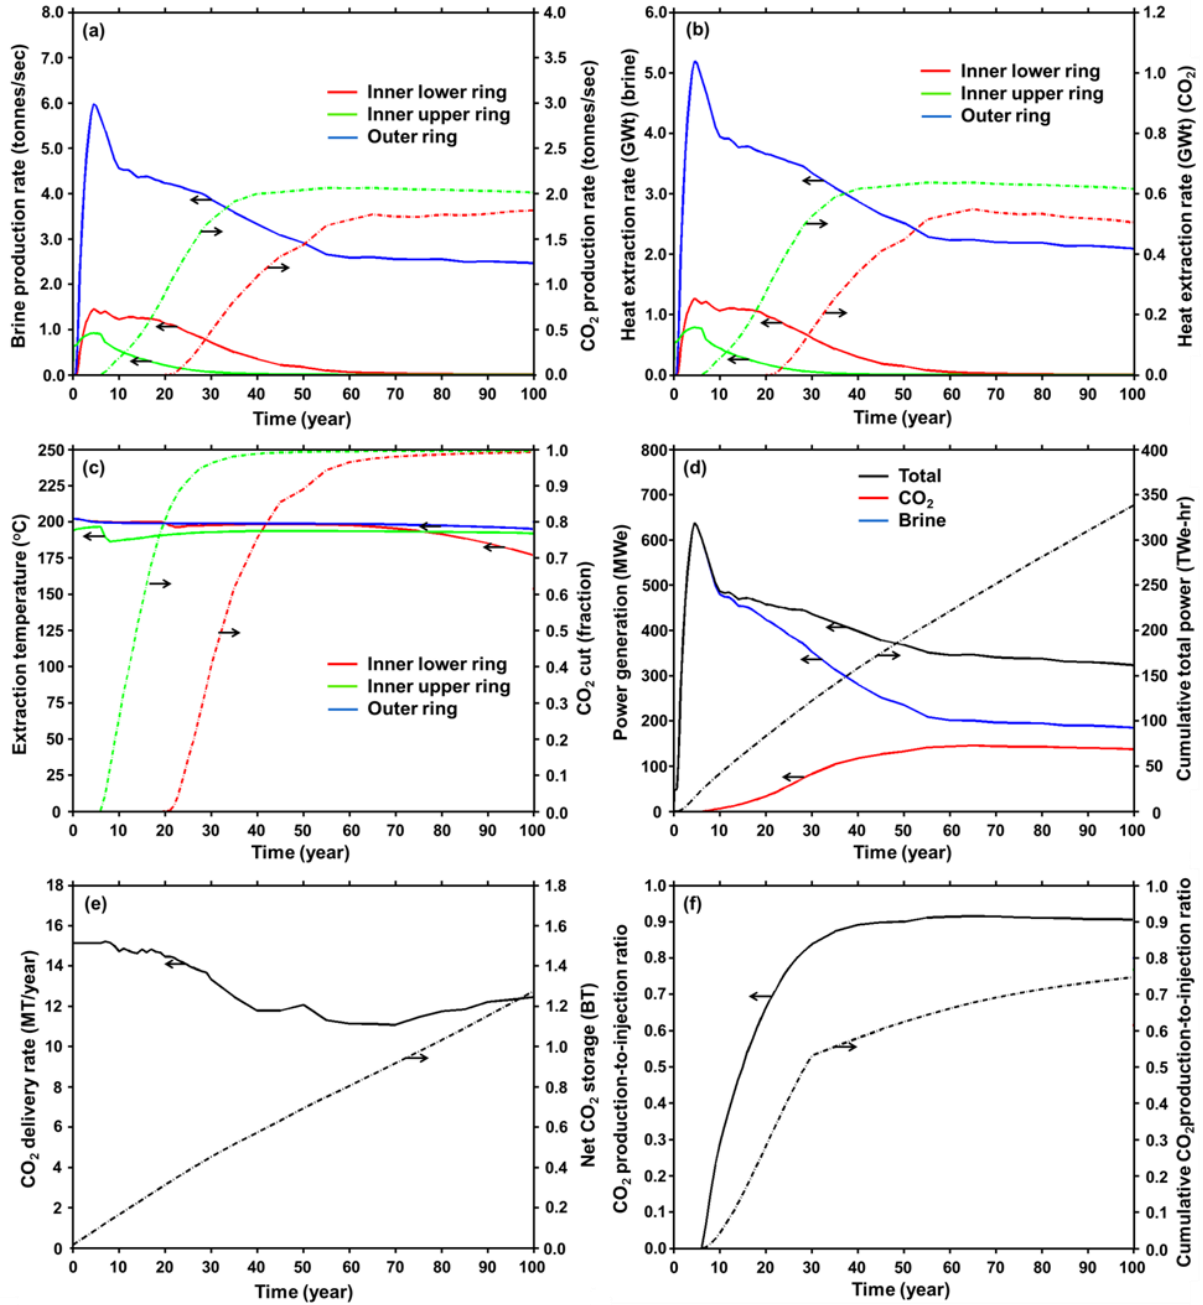 (a)
Brine production rate (tonnes/sec)
8.0
7.0
6.0
5.0
4.0
3.0
2.0
1.0
0.0
Inner lower ring
Inner upper ring
Outer ring
4.0
3.0
2.0
1.0
0.0
CO₂ production rate (tonnes/sec)
0 10 20 30 40 50 60 70 80 90 100
Time (year)
(b)
Heat extraction rate (GWt) (brine)
6.0
5.0
4.0
3.0
2.0
1.0
0.0
Inner lower ring
Inner upper ring
Outer ring
1.2
1.0
0.8
0.6
0.4
0.2
0.0
Heat extraction rate (GWt) (CO₂)
0 10 20 30 40 50 60 70 80 90 100
Time (year)
(c)
Extraction temperature (°C)
250
225
200
175
150
125
100
75
50
25
0
Inner lower ring
Inner upper ring
Outer ring
1.0
0.9
0.8
0.7
0.6
0.5
0.4
0.3
0.2
0.1
0.0
CO₂ cut (fraction)
0 10 20 30 40 50 60 70 80 90 100
Time (year)
(d)
Power generation (MWe)
800
700
600
500
400
300
200
100
0
Total
CO₂
Brine
400
350
300
250
200
150
100
50
0
Cumulative total power (TWe-hr)
0 10 20 30 40 50 60 70 80 90 100
Time (year)
(e)
CO₂ delivery rate (MT/year)
18
16
14
12
10
8
6
4
2
0
1.8
1.6
1.4
1.2
1.0
0.8
0.6
0.4
0.2
0.0
Net CO₂ storage (BT)
0 10 20 30 40 50 60 70 80 90 100
Time (year)
(f)
CO₂ production-to-injection ratio
1.0
0.9
0.8
0.7
0.6
0.5
0.4
0.3
0.2
0.1
0.0
1.0
0.9
0.8
0.7
0.6
0.5
0.4
0.3
0.2
0.1
0.0
Cumulative CO₂production-to-injection ratio
0 10 20 30 40 50 60 70 80 90 100
Time (year)